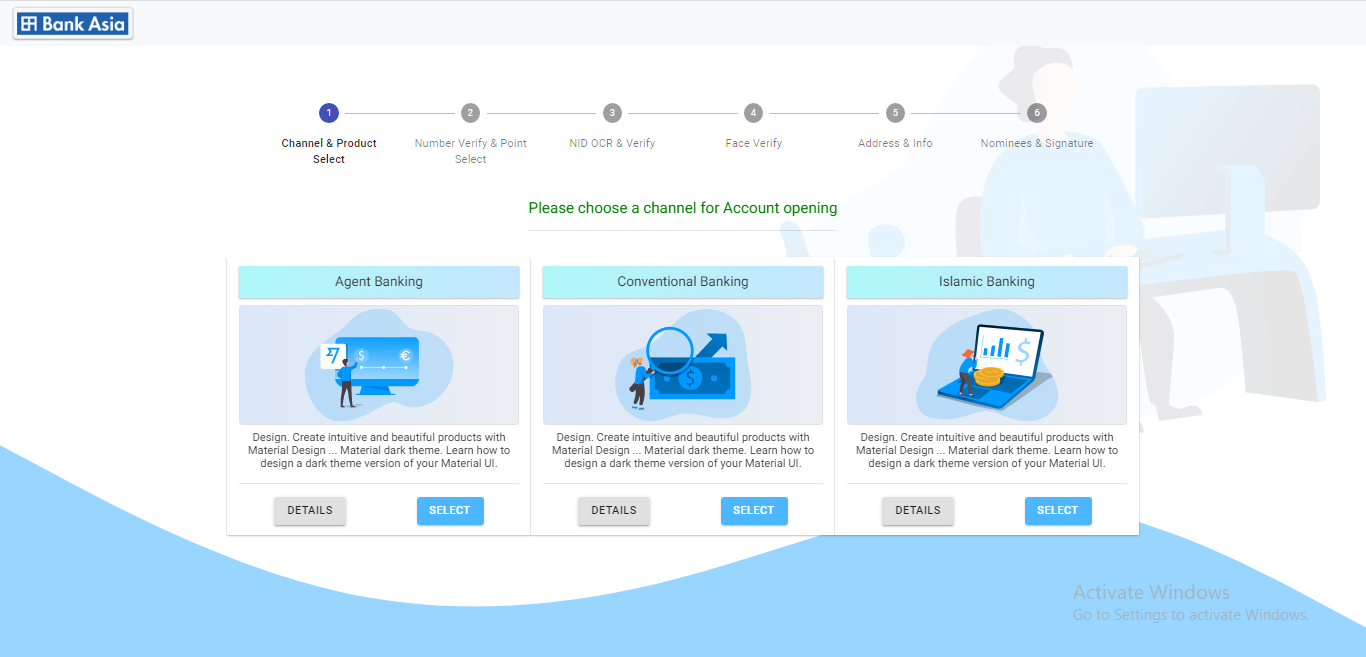 Bank Asia
1
2
3
4
5
6
Channel & Product
Select
Number Verify & Point
Select
NID OCR & Verify
Face Verify
Address & Info
Nominees & Signature
Please choose a channel for Account opening
Agent Banking
Conventional Banking
Islamic Banking
$
€
$
$
Design. Create intuitive and beautiful products with
Material Design ... Material dark theme. Learn how to
design a dark theme version of your Material UI.
Design. Create intuitive and beautiful products with
Material Design ... Material dark theme. Learn how to
design a dark theme version of your Material UI.
Design. Create intuitive and beautiful products with
Material Design ... Material dark theme. Learn how to
design a dark theme version of your Material UI.
DETAILS
SELECT
DETAILS
SELECT
DETAILS
SELECT
Activate Windows
Go to Settings to activate Windows.